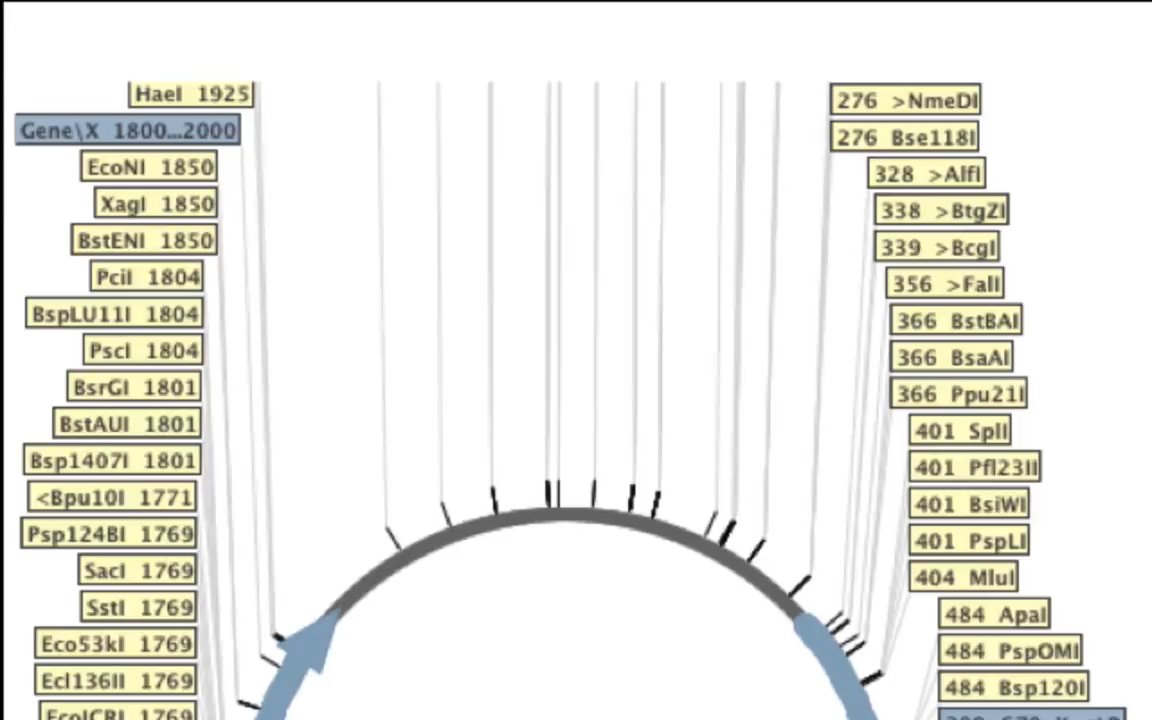 HaeI 1925
Gene\X 1800...2000
EcoNI 1850
XagI 1850
BstENI 1850
PciI 1804
BspLU11I 1804
PscI 1804
BsrGI 1801
BstAUI 1801
Bsp1407I 1801
<Bpu10I 1771
Psp124BI 1769
SacI 1769
SstI 1769
Eco53kI 1769
Ecl136II 1769
EcoICRI 1769
276 >NmeDI
276 Bse118I
328 >AlfI
338 >BtgZI
339 >BcgI
356 >FalI
366 BstBAI
366 BsaAI
366 Ppu21I
401 SplI
401 Pfl23II
401 BsiWI
401 PspLI
404 MluI
484 ApaI
484 PspOMI
484 Bsp120I